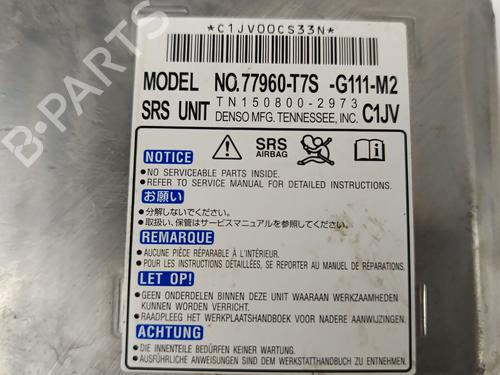 *C1JV00CS33N*
MODEL NO.77960-T7S -G111-M2
SRS UNIT TN150800-2973 C1JV
DENSO MFG. TENNESSEE, INC.
NOTICE
SRS AIRBAG
● NO SERVICEABLE PARTS INSIDE.
● REFER TO SERVICE MANUAL FOR DETAILED INSTRUCTIONS.
お願い
● 分解しないでください。
● 取扱い、保管はサービスマニュアルを参照してください。
REMARQUE
● AUCUNE PIÈCE RÉPARABLE À L'INTÉRIEUR.
● POUR LES INSTRUCTIONS DÉTAILLÉES, SE REPORTER AU MANUEL DE RÉPARATIONS.
LET OP!
● GEEN ONDERDELEN BINNEN DEZE UNIT WAARAAN WERKZAAMHEDEN
KUNNEN WORDEN VERRICHT.
● RAADPLEEG HET WERKPLAATSHANDBOEK VOOR NADERE AANWIJZINGEN.
ACHTUNG
● DIE INNENTEILE BEDÜRFEN KEINER WARTUNG.
● AUSFÜHRLICHE ANWEISUNGEN SIND DEM WERKSTATTHANDBUCH ZU ENTNEHMEN.
B-PARTS